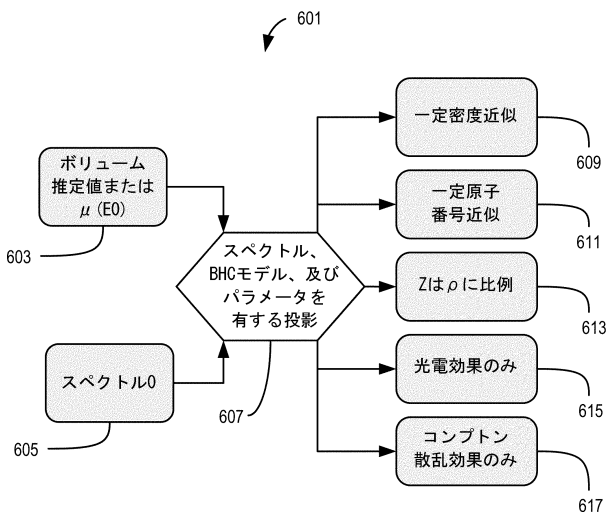 601
ボリューム
推定値または
μ(E0)
603
スペクトル0
605
スペクトル、
BHCモデル、及び
パラメータを
有する投影
607
一定密度近似
609
一定原子
番号近似
611
Zはρに比例
613
光電効果のみ
615
コンプトン
散乱効果のみ
617